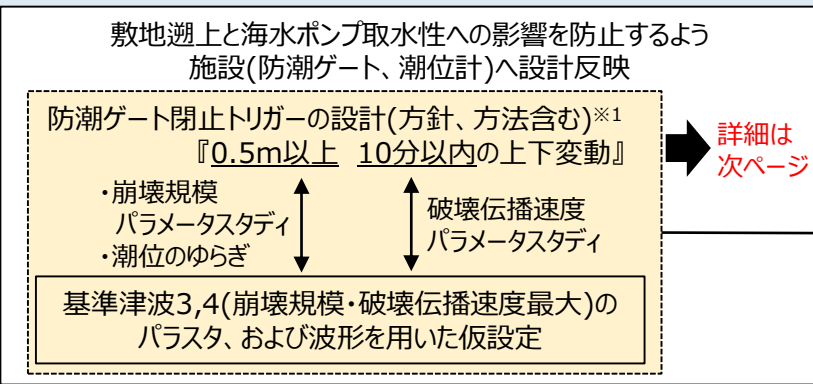 敷地遡上と海水ポンプ取水性への影響を防止するよう
施設(防潮ゲート、潮位計)へ設計反映
防潮ゲート閉止トリガーの設計(方針、方法含む)※1
『0.5m以上 10分以内の上下変動』
詳細は
次ページ
・崩壊規模
パラメータスタディ
・潮位のゆらぎ
破壊伝播速度
パラメータスタディ
基準津波3,4(崩壊規模・破壊伝播速度最大)の
パラスタ、および波形を用いた仮設定